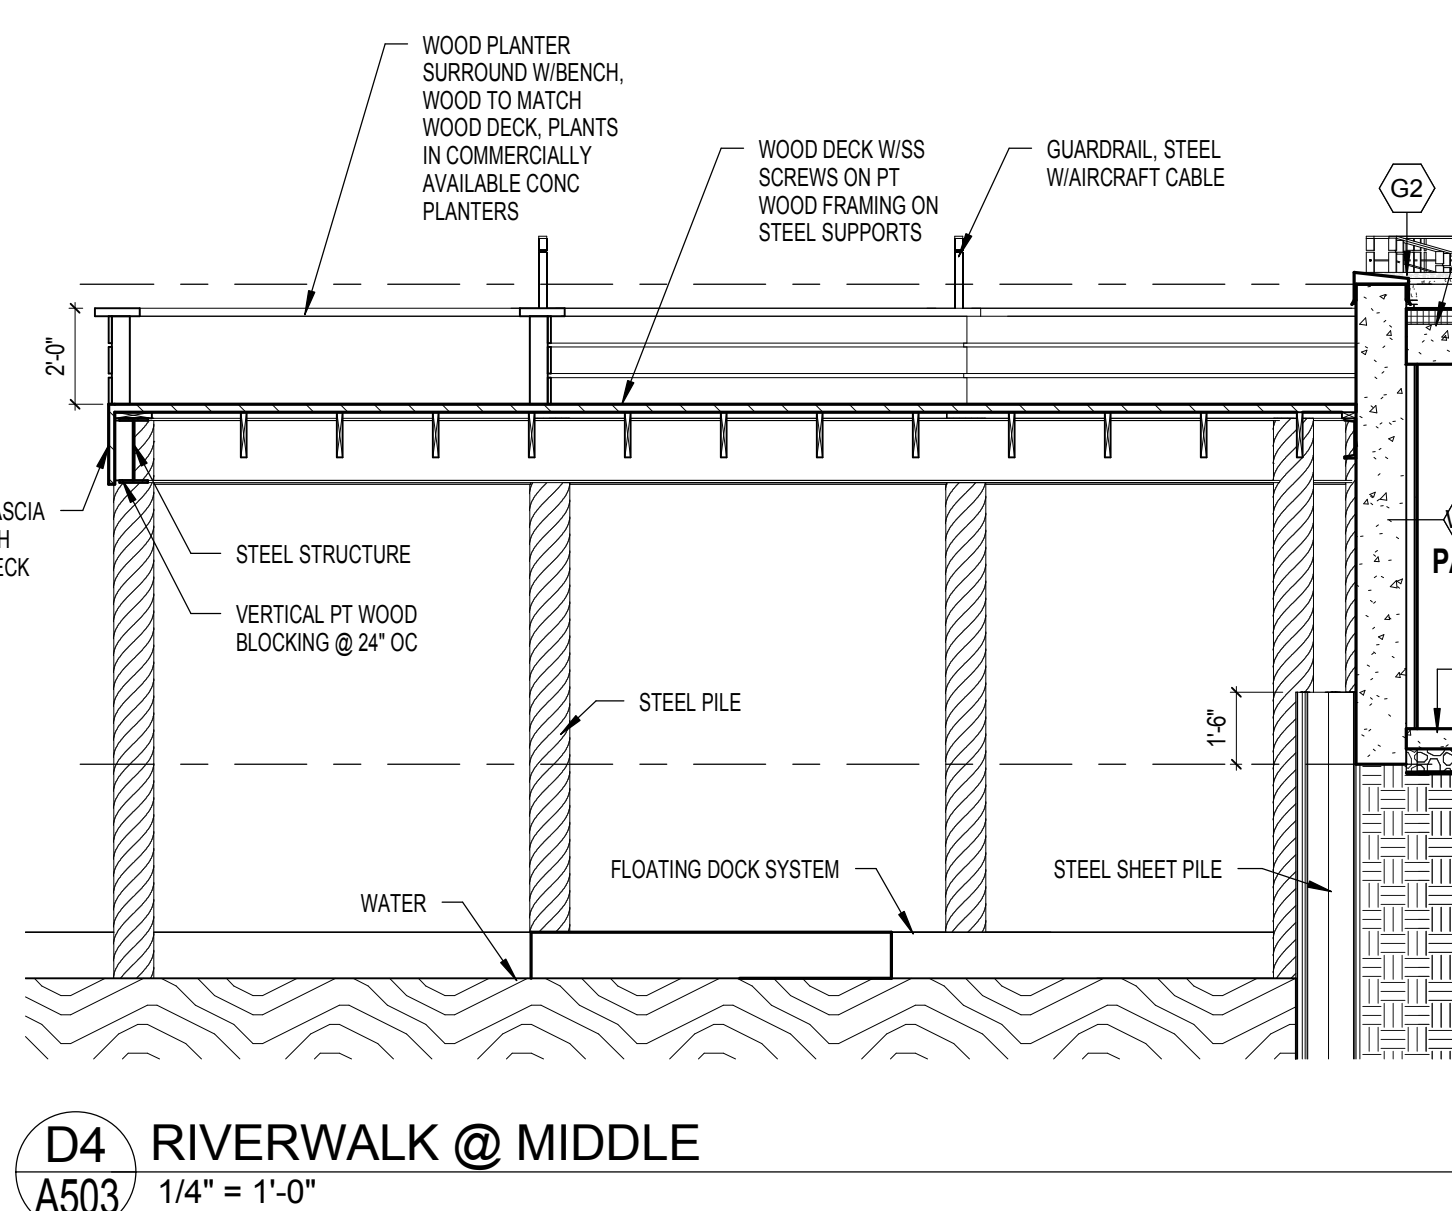 WOOD PLANTER
SURROUND W/BENCH,
WOOD TO MATCH
WOOD DECK, PLANTS
IN COMMERCIALLY
AVAILABLE CONC
PLANTERS
WOOD DECK W/SS
SCREWS ON PT
WOOD FRAMING ON
STEEL SUPPORTS
GUARDRAIL, STEEL
W/AIRCRAFT CABLE
G2
2'-0"
ASCIA
H
ECK
STEEL STRUCTURE
VERTICAL PT WOOD
BLOCKING @ 24" OC
STEEL PILE
1'-6"
PA
FLOATING DOCK SYSTEM
STEEL SHEET PILE
WATER
D4
A503
RIVERWALK @ MIDDLE
1/4" = 1'-0"